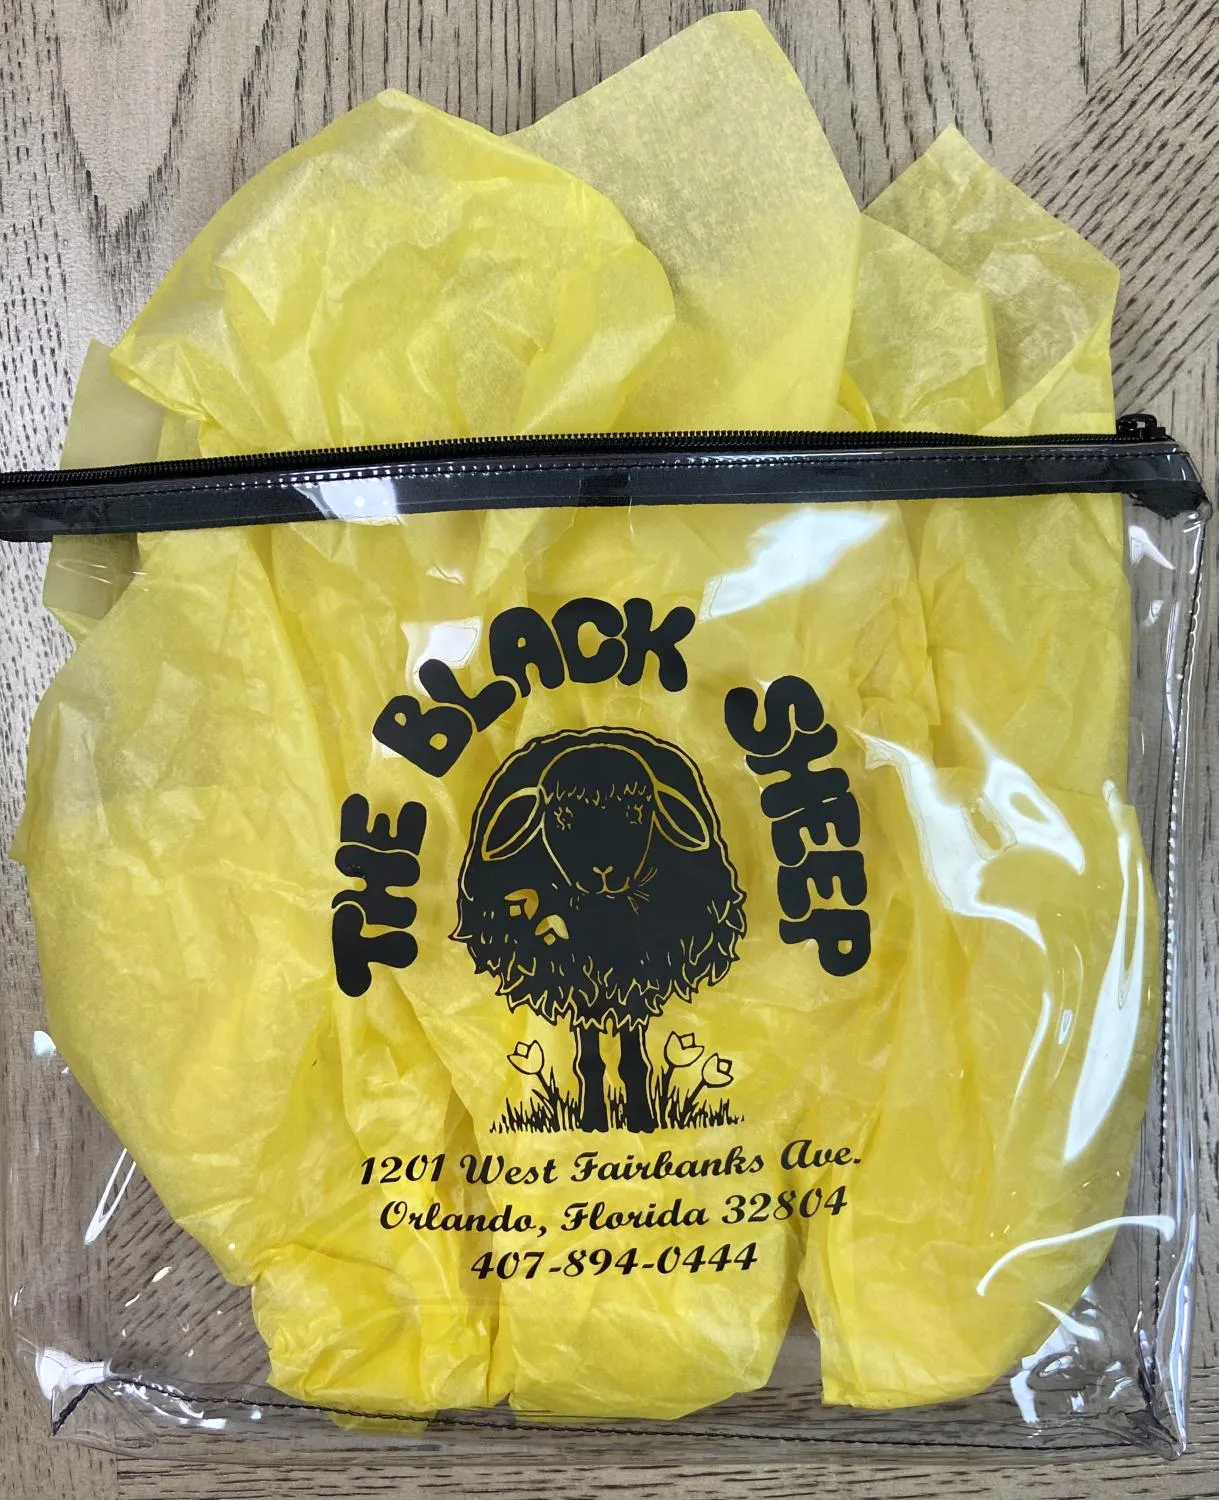 THE BLACK SHEEP
1201 West Fairbanks Ave.
Orlando, Florida 32804
407-894-0444